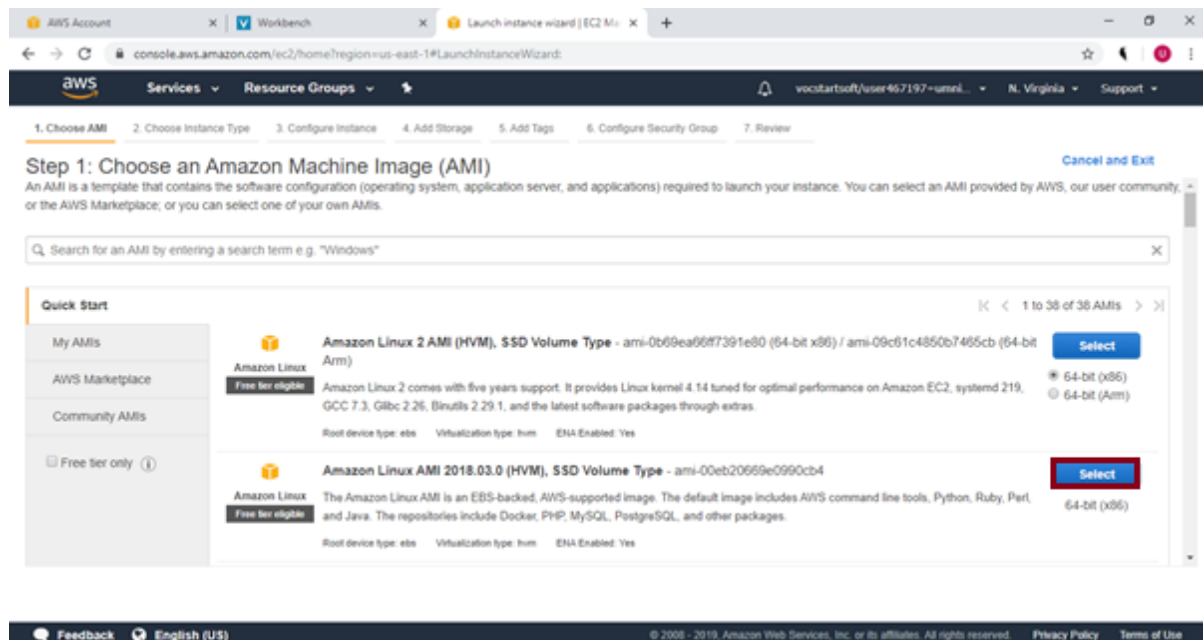 AWS Account
Workbench
Launch instance wizard | EC2 Ma
console.aws.amazon.com/ec2/home?region=us-east-1#LaunchInstanceWizard:
aws
Services
Resource Groups
vocstartsoft/user467197=umni...
N. Virginia
Support
1. Choose AMI 2. Choose Instance Type 3. Configure Instance 4. Add Storage 5. Add Tags 6. Configure Security Group 7. Review
Step 1: Choose an Amazon Machine Image (AMI)
Cancel and Exit
An AMI is a template that contains the software configuration (operating system, application server, and applications) required to launch your instance. You can select an AMI provided by AWS, our user community,
or the AWS Marketplace; or you can select one of your own AMIs.
Search for an AMI by entering a search term e.g. "Windows"
Quick Start
1 to 38 of 38 AMIs
My AMIs
AWS Marketplace
Community AMIs
Free tier only
Amazon Linux
Free tier eligible
Amazon Linux 2 AMI (HVM), SSD Volume Type - ami-0b69ea66ff7391e80 (64-bit x86) / ami-09c61c4850b7465cb (64-bit
Arm)
Amazon Linux 2 comes with five years support. It provides Linux kernel 4.14 tuned for optimal performance on Amazon EC2, systemd 219,
GCC 7.3, Glibc 2.26, Binutils 2.29.1, and the latest software packages through extras.
Root device type: ebs Virtualization type: hvm ENA Enabled: Yes
Select
64-bit (x86)
64-bit (Arm)
Amazon Linux
Free tier eligible
Amazon Linux AMI 2018.03.0 (HVM), SSD Volume Type - ami-00eb20669e0990cb4
The Amazon Linux AMI is an EBS-backed, AWS-supported image. The default image includes AWS command line tools, Python, Ruby, Perl,
and Java. The repositories include Docker, PHP, MySQL, PostgreSQL, and other packages.
Root device type: ebs Virtualization type: hvm ENA Enabled: Yes
Select
64-bit (x86)
Feedback
English (US)
© 2008 - 2019, Amazon Web Services, Inc. or its affiliates. All rights reserved.
Privacy Policy
Terms of Use